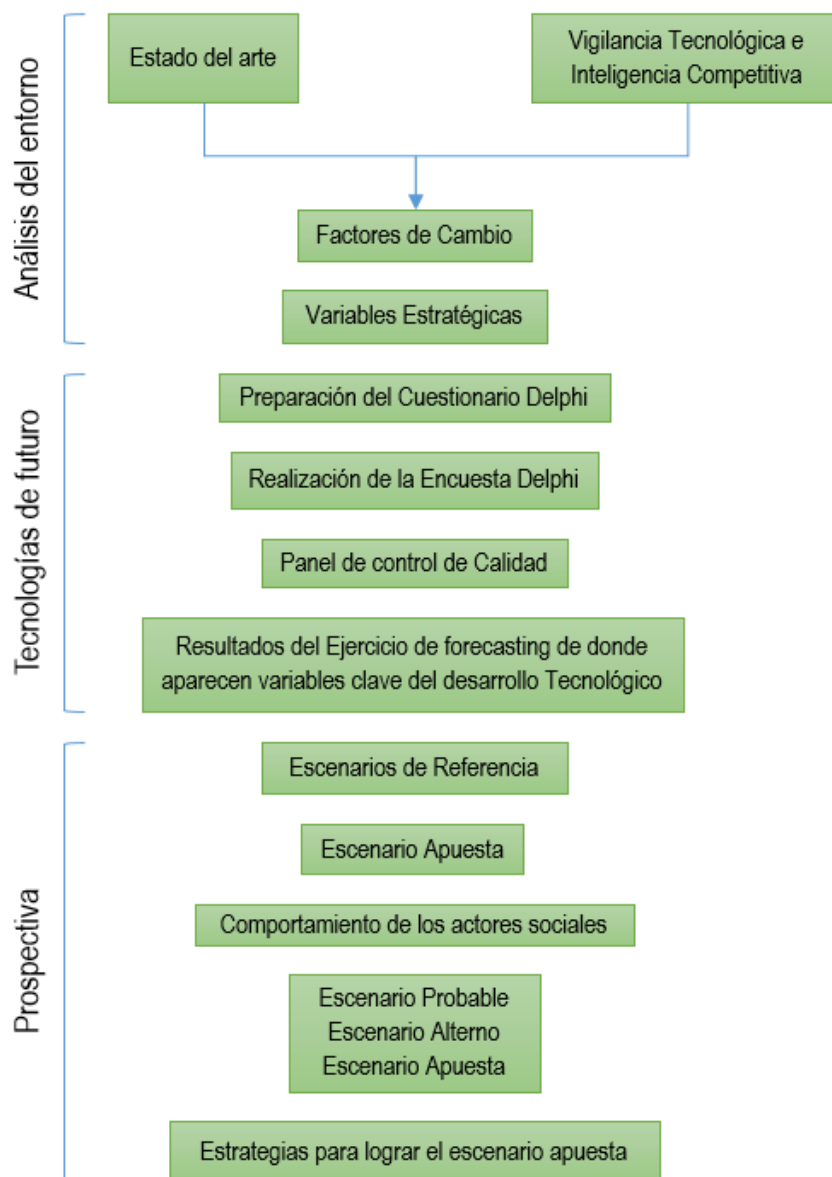 Análisis del entorno
Estado del arte
Vigilancia Tecnológica e
Inteligencia Competitiva
Factores de Cambio
Variables Estratégicas
Tecnologías de futuro
Preparación del Cuestionario Delphi
Realización de la Encuesta Delphi
Panel de control de Calidad
Resultados del Ejercicio de forecasting de donde
aparecen variables clave del desarrollo Tecnológico
Prospectiva
Escenarios de Referencia
Escenario Apuesta
Comportamiento de los actores sociales
Escenario Probable
Escenario Alterno
Escenario Apuesta
Estrategias para lograr el escenario apuesta